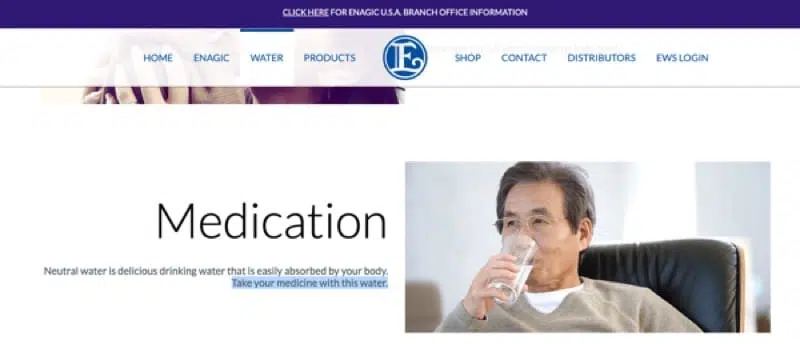 CLICK HERE FOR ENAGIC U.S.A. BRANCH OFFICE INFORMATION
HOME ENAGIC WATER PRODUCTS E SHOP CONTACT DISTRIBUTORS EWS LOGIN
Medication
Neutral water is delicious drinking water that is easily absorbed by your body.
Take your medicine with this water.